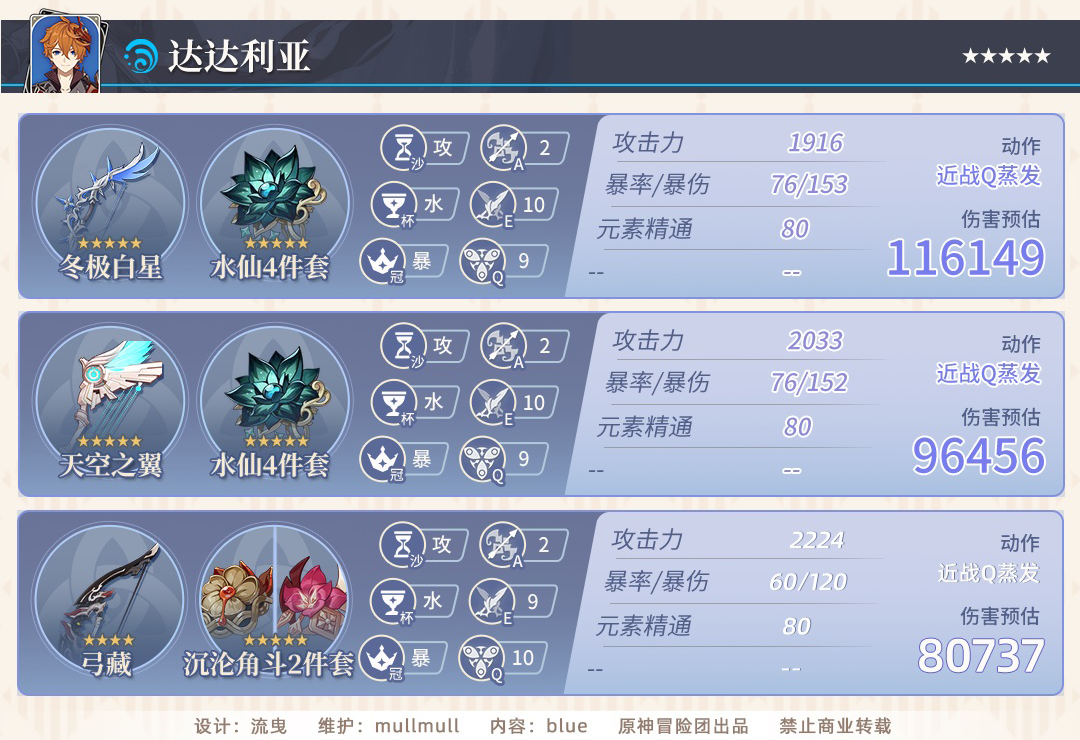 达达利亚
★★★★★
冬极白星
水仙4件套
沙 攻
A 2
杯 水
E 10
冠 暴
Q 9
攻击力 1916
暴率/暴伤 76/153
元素精通 80
-- --
动作
近战Q蒸发
伤害预估
116149
天空之翼
水仙4件套
沙 攻
A 2
杯 水
E 10
冠 暴
Q 9
攻击力 2033
暴率/暴伤 76/152
元素精通 80
-- --
动作
近战Q蒸发
伤害预估
96456
弓藏
沉沦角斗2件套
沙 攻
A 2
杯 水
E 9
冠 暴
Q 10
攻击力 2224
暴率/暴伤 60/120
元素精通 80
-- --
动作
近战Q蒸发
伤害预估
80737
设计：流曳 维护：mullmull 内容：blue 原神冒险团出品 禁止商业转载